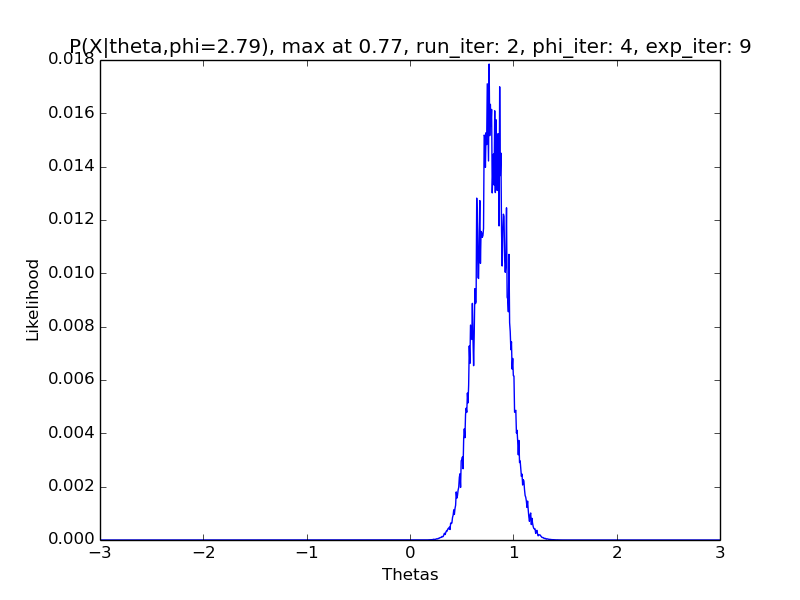 P(X|theta,phi=2.79), max at 0.77, run_iter: 2, phi_iter: 4, exp_iter: 9
0.018
0.016
0.014
0.012
0.010
0.008
0.006
0.004
0.002
0.000
Likelihood
−3 −2 −1 0 1 2 3
Thetas